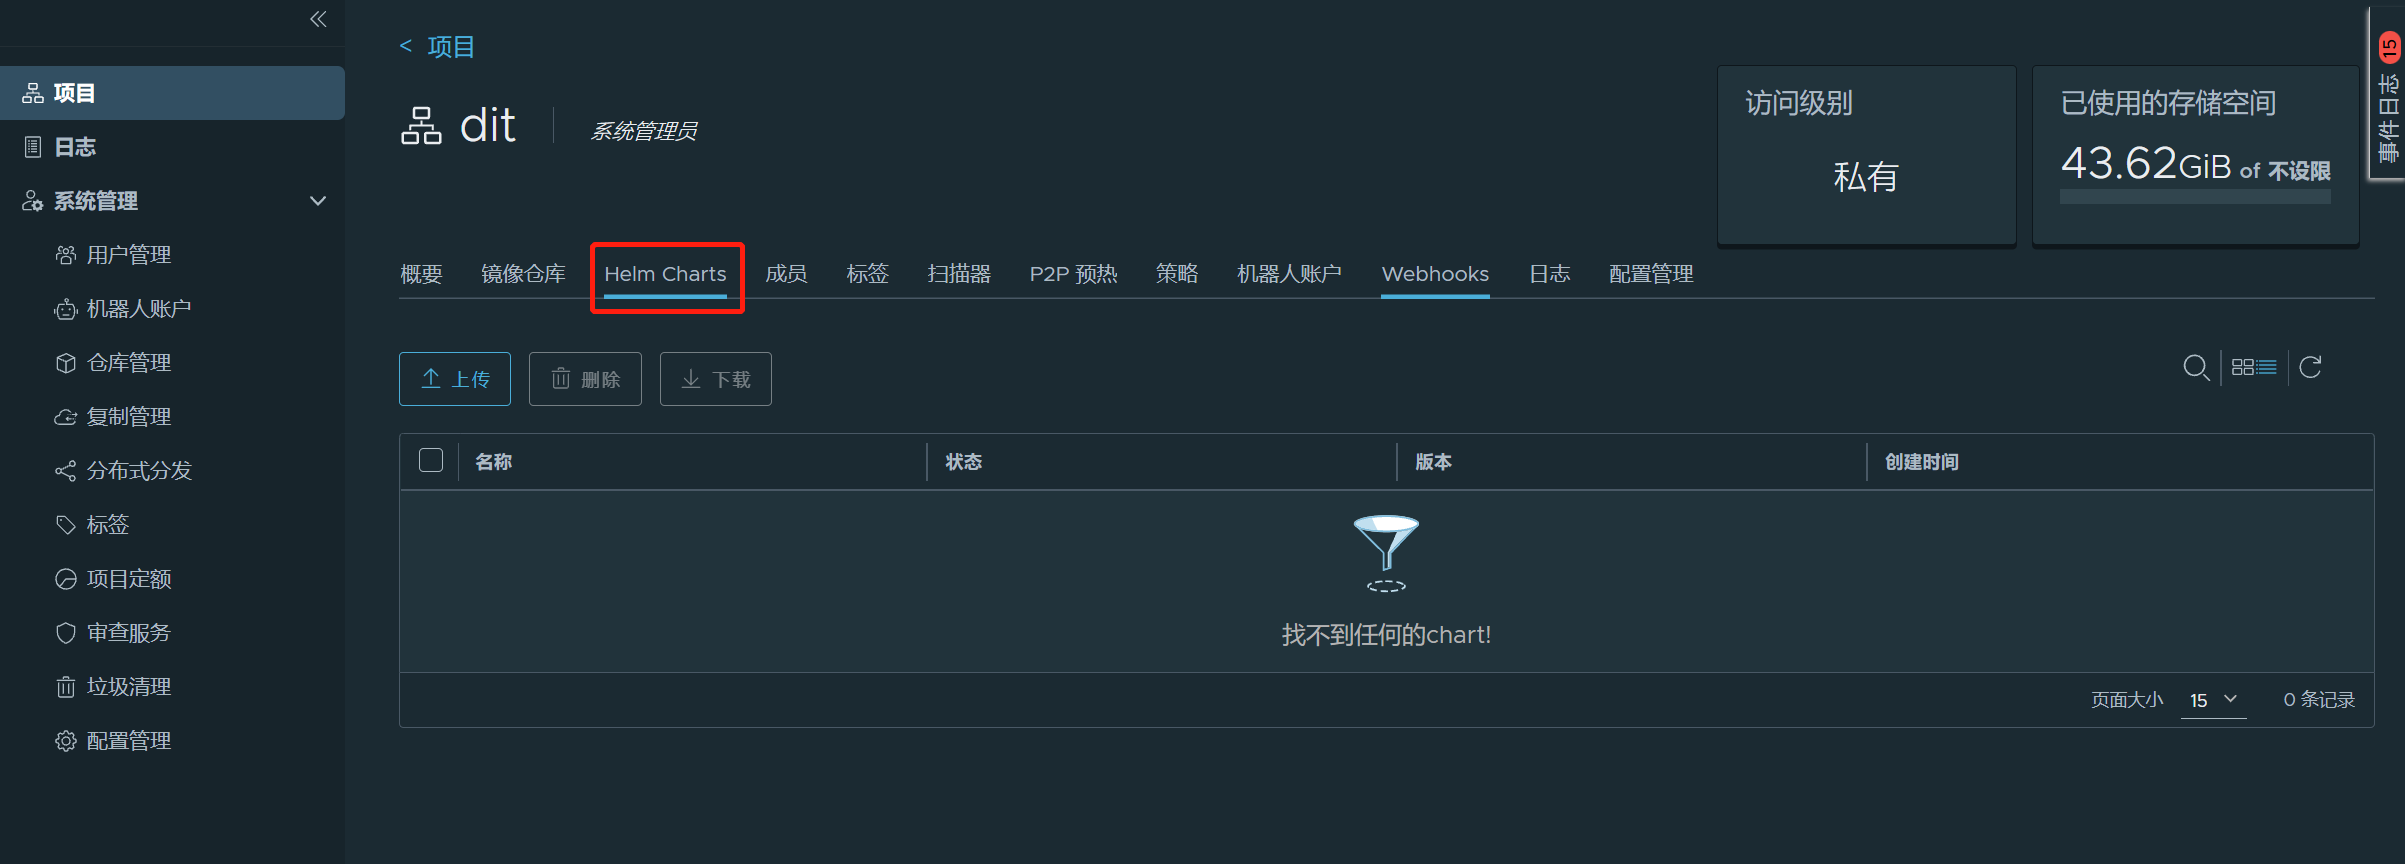 项目
日志
系统管理
用户管理
机器人账户
仓库管理
复制管理
分布式分发
标签
项目定额
审查服务
垃圾清理
配置管理
< 项目
dit 系统管理员
访问级别
私有
已使用的存储空间
43.62GiB of 不设限
事件日志 15
概要 镜像仓库 Helm Charts 成员 标签 扫描器 P2P 预热 策略 机器人账户 Webhooks 日志 配置管理
上传 删除 下载
名称 状态 版本 创建时间
找不到任何的chart!
页面大小 15 0 条记录